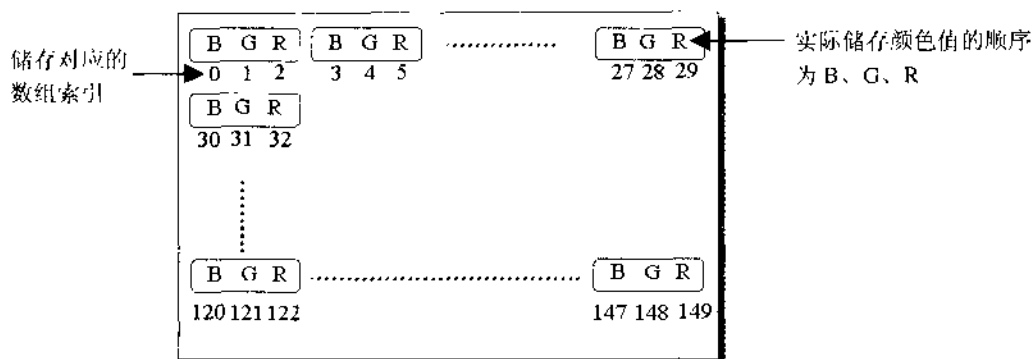 储存对应的
数组索引
B G R B G R B G R
0 1 2 3 4 5 27 28 29
实际储存颜色值的顺序
为 B、G、R
B G R
30 31 32
B G R B G R
120 121 122 147 148 149